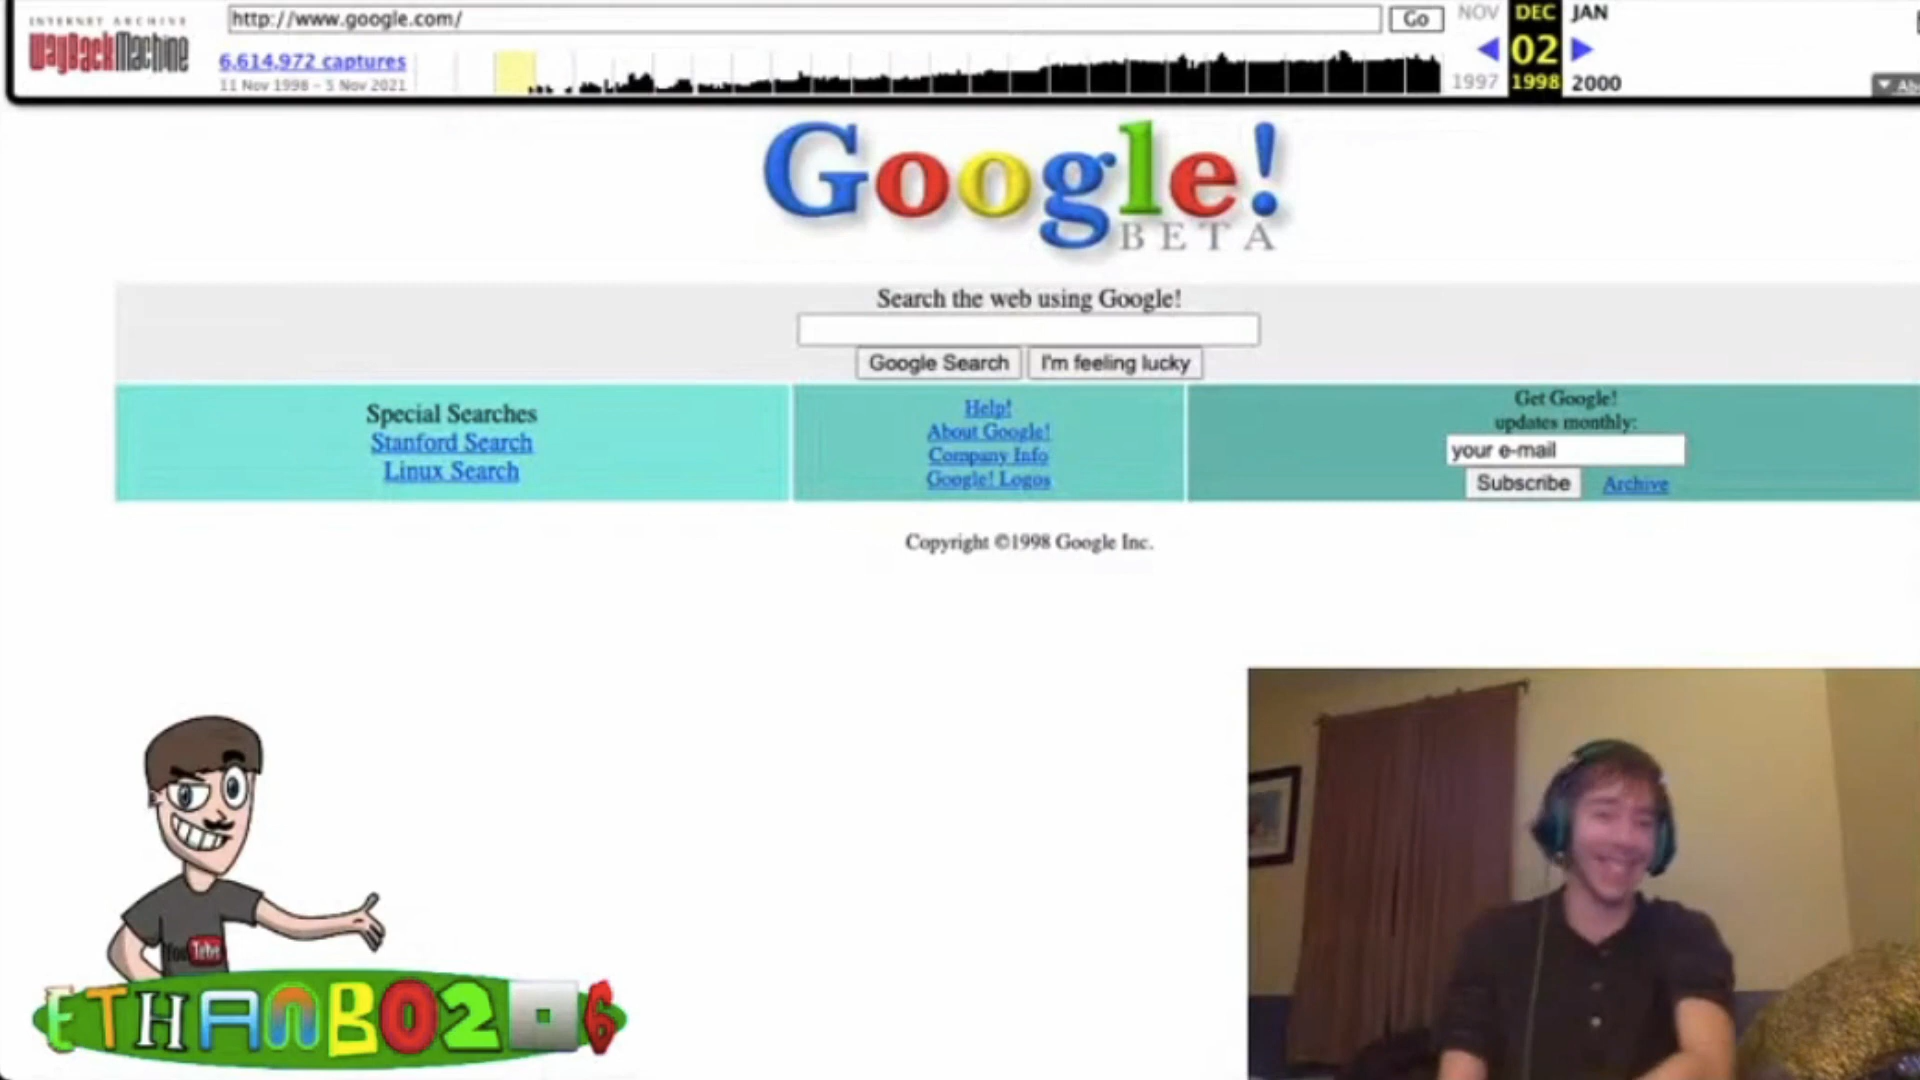 INTERNET ARCHIVE
WayBackMachine
http://www.google.com/
Go
6,614,972 captures
11 Nov 1998 - 5 Nov 2021
NOV
DEC
JAN
02
1997
1998
2000
Google!
BETA
Search the web using Google!
Google Search
I'm feeling lucky
Special Searches
Stanford Search
Linux Search
Help!
About Google!
Company Info
Google! Logos
Get Google!
updates monthly:
your e-mail
Subscribe
Archive
Copyright ©1998 Google Inc.
YouTube
ETHANB0206